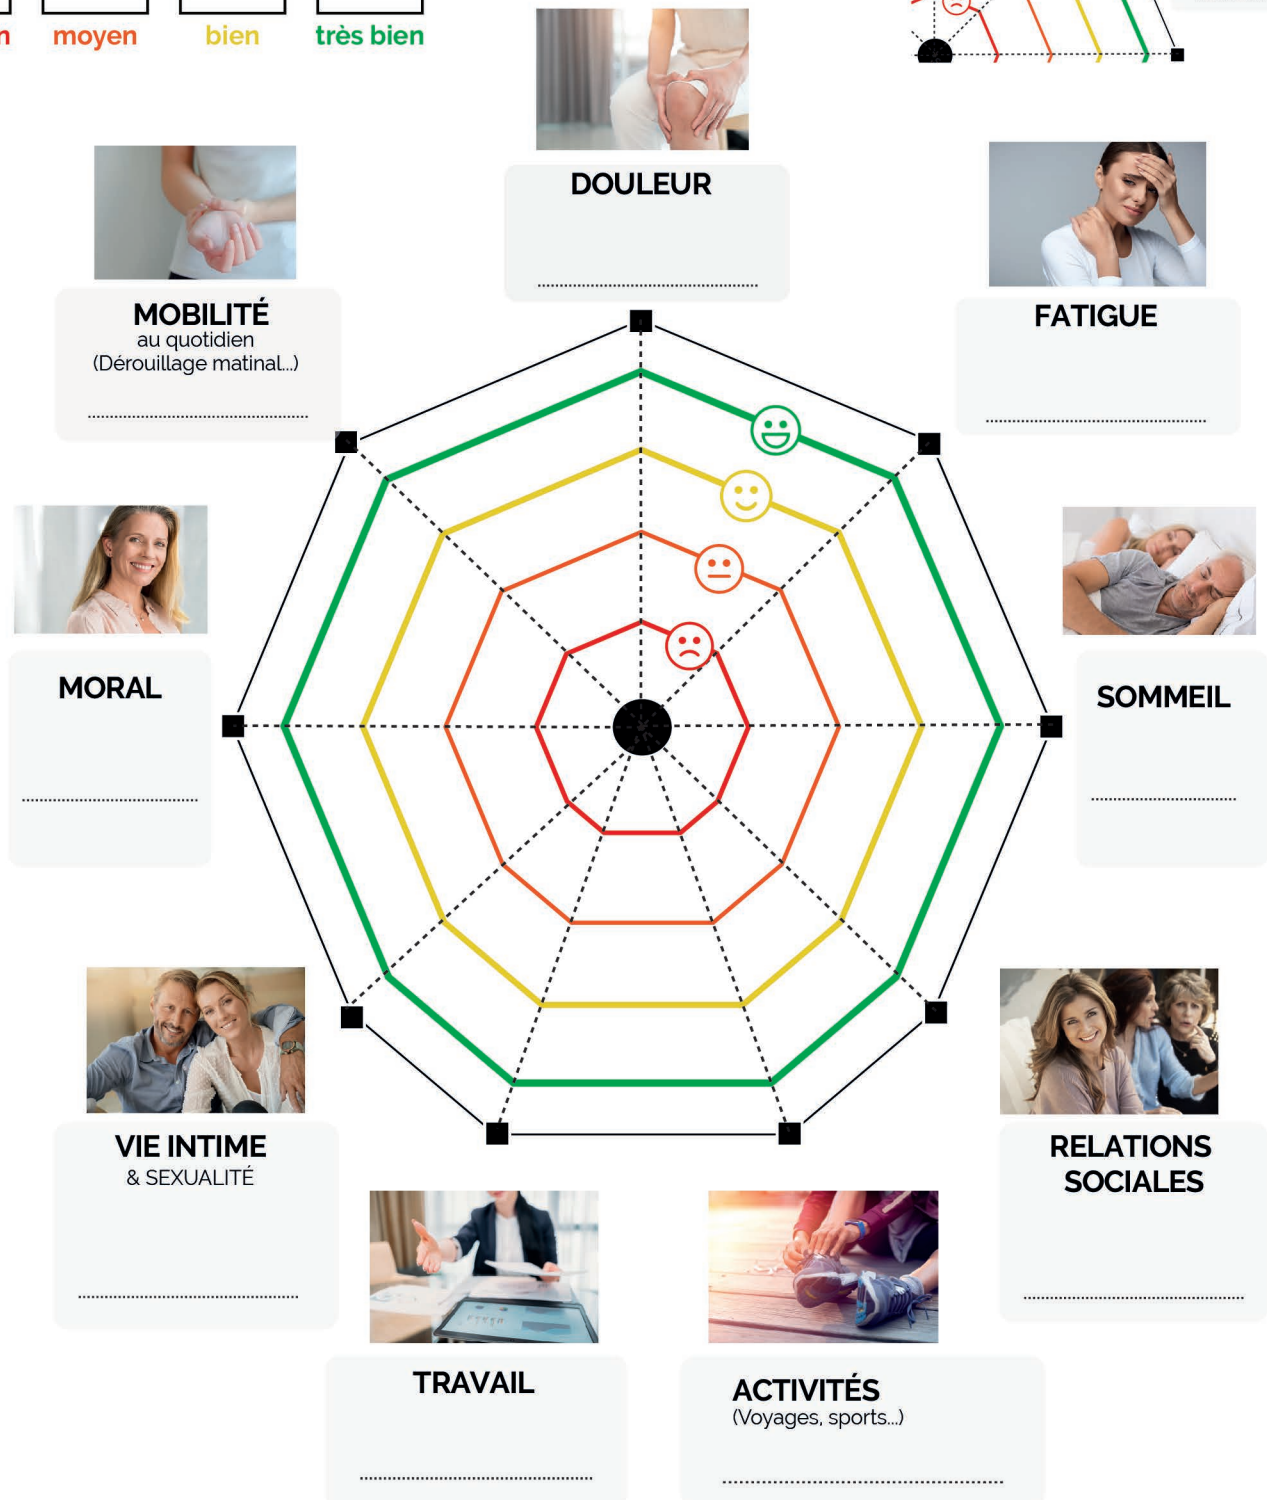 moyen
bien
très bien
DOULEUR
MOBILITÉ
au quotidien
(Dérouillage matinal...)
FATIGUE
MORAL
SOMMEIL
VIE INTIME
& SEXUALITÉ
RELATIONS
SOCIALES
TRAVAIL
ACTIVITÉS
(Voyages, sports...)